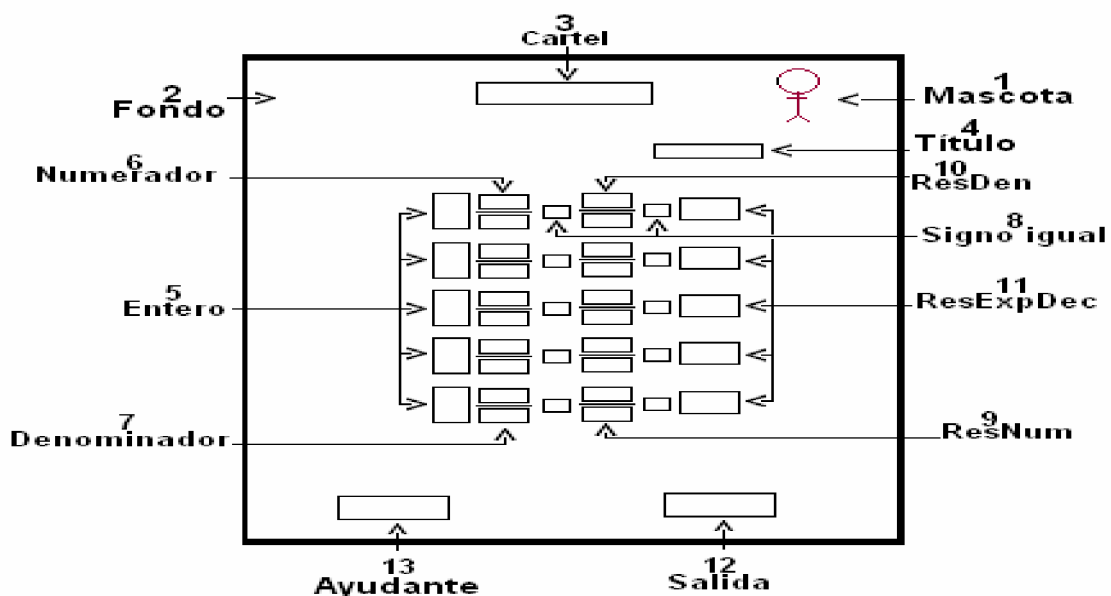 3
Cartel
2
Fondo
1
Mascota
4
Título
6
Numerador
10
ResDen
8
Signo igual
5
Entero
11
ResExpDec
7
Denominador
9
ResNum
13
Ayudante
12
Salida